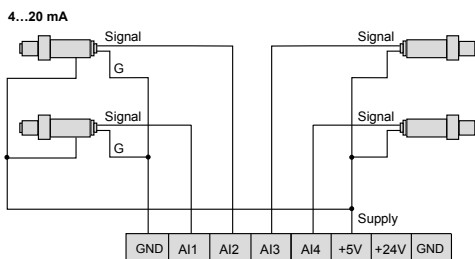 4...20 mA
Signal
Signal
G
Signal
Signal
G
Supply
GND AI1 AI2 AI3 AI4 +5V +24V GND